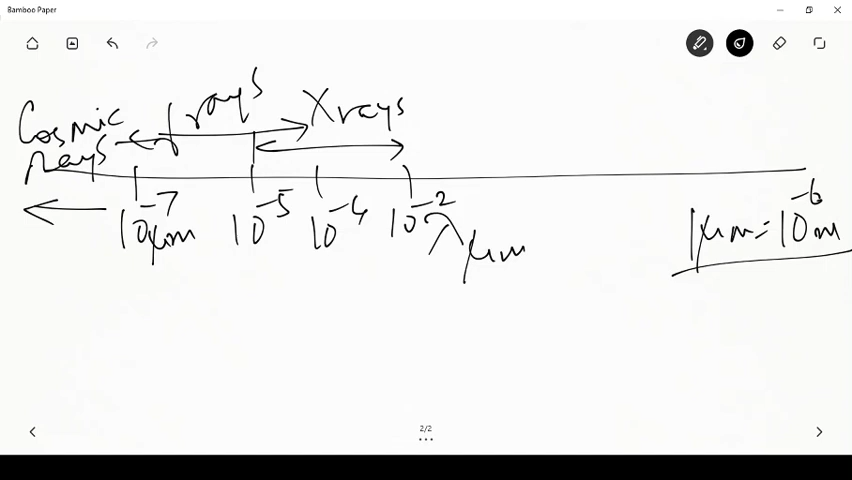 Bamboo Paper
Cosmic rays
γ rays
X rays
10⁻⁷ μm
10⁻⁵
10⁻⁴
10⁻²
λ μm
1 μm = 10⁻⁶ m
2/2